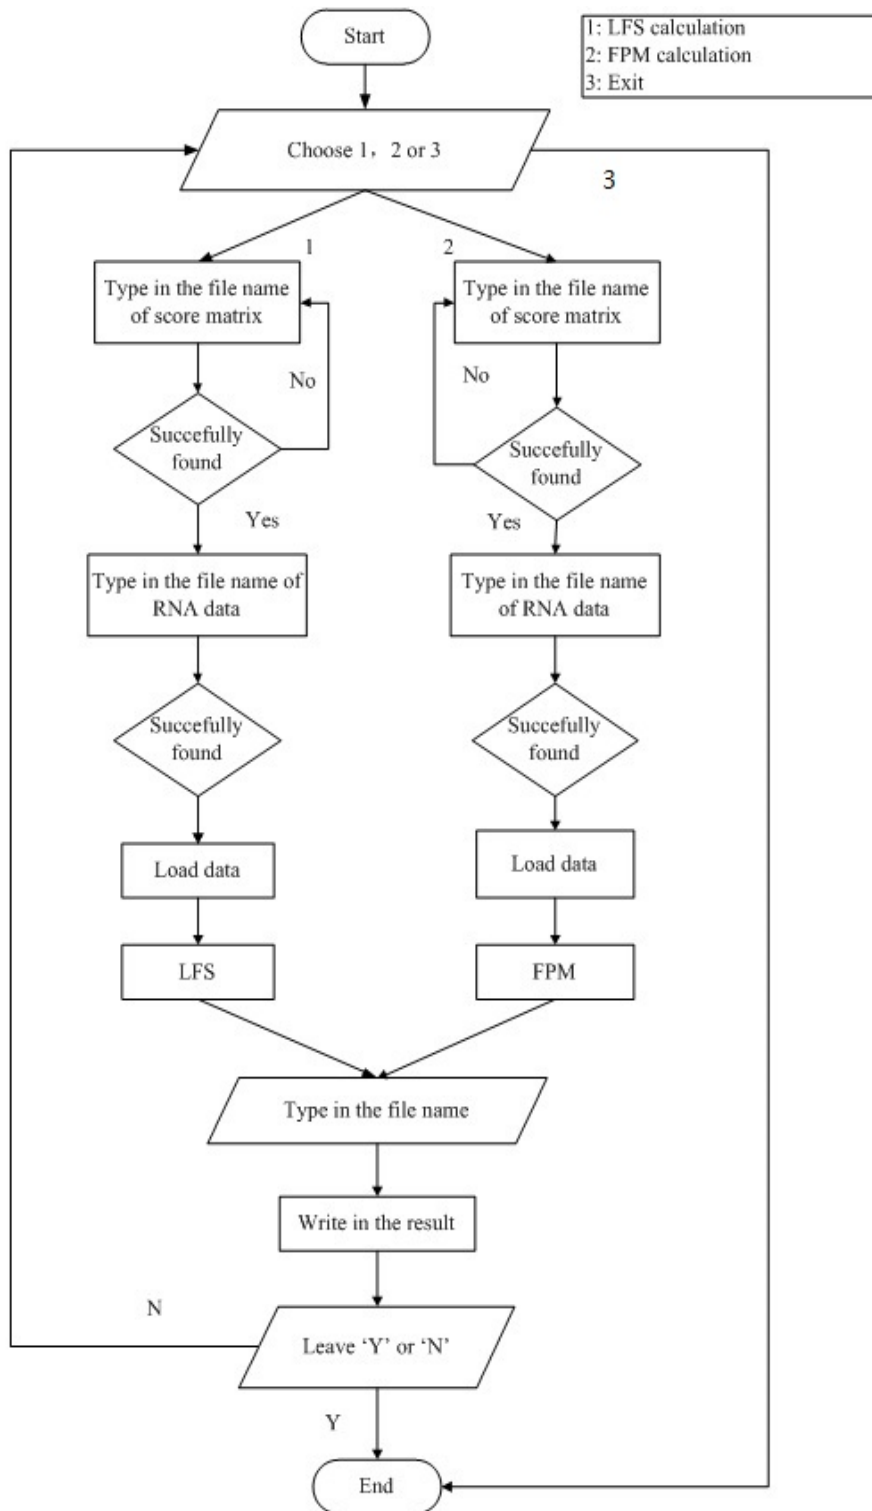 Start
1: LFS calculation
2: FPM calculation
3: Exit
Choose 1，2 or 3
3
1
2
Type in the file name
of score matrix
Type in the file name
of score matrix
No
No
Succefully
found
Succefully
found
Yes
Yes
Type in the file name of
RNA data
Type in the file name
of RNA data
Succefully
found
Succefully
found
Load data
Load data
LFS
FPM
Type in the file name
Write in the result
N
Leave ‘Y’ or ‘N’
Y
End